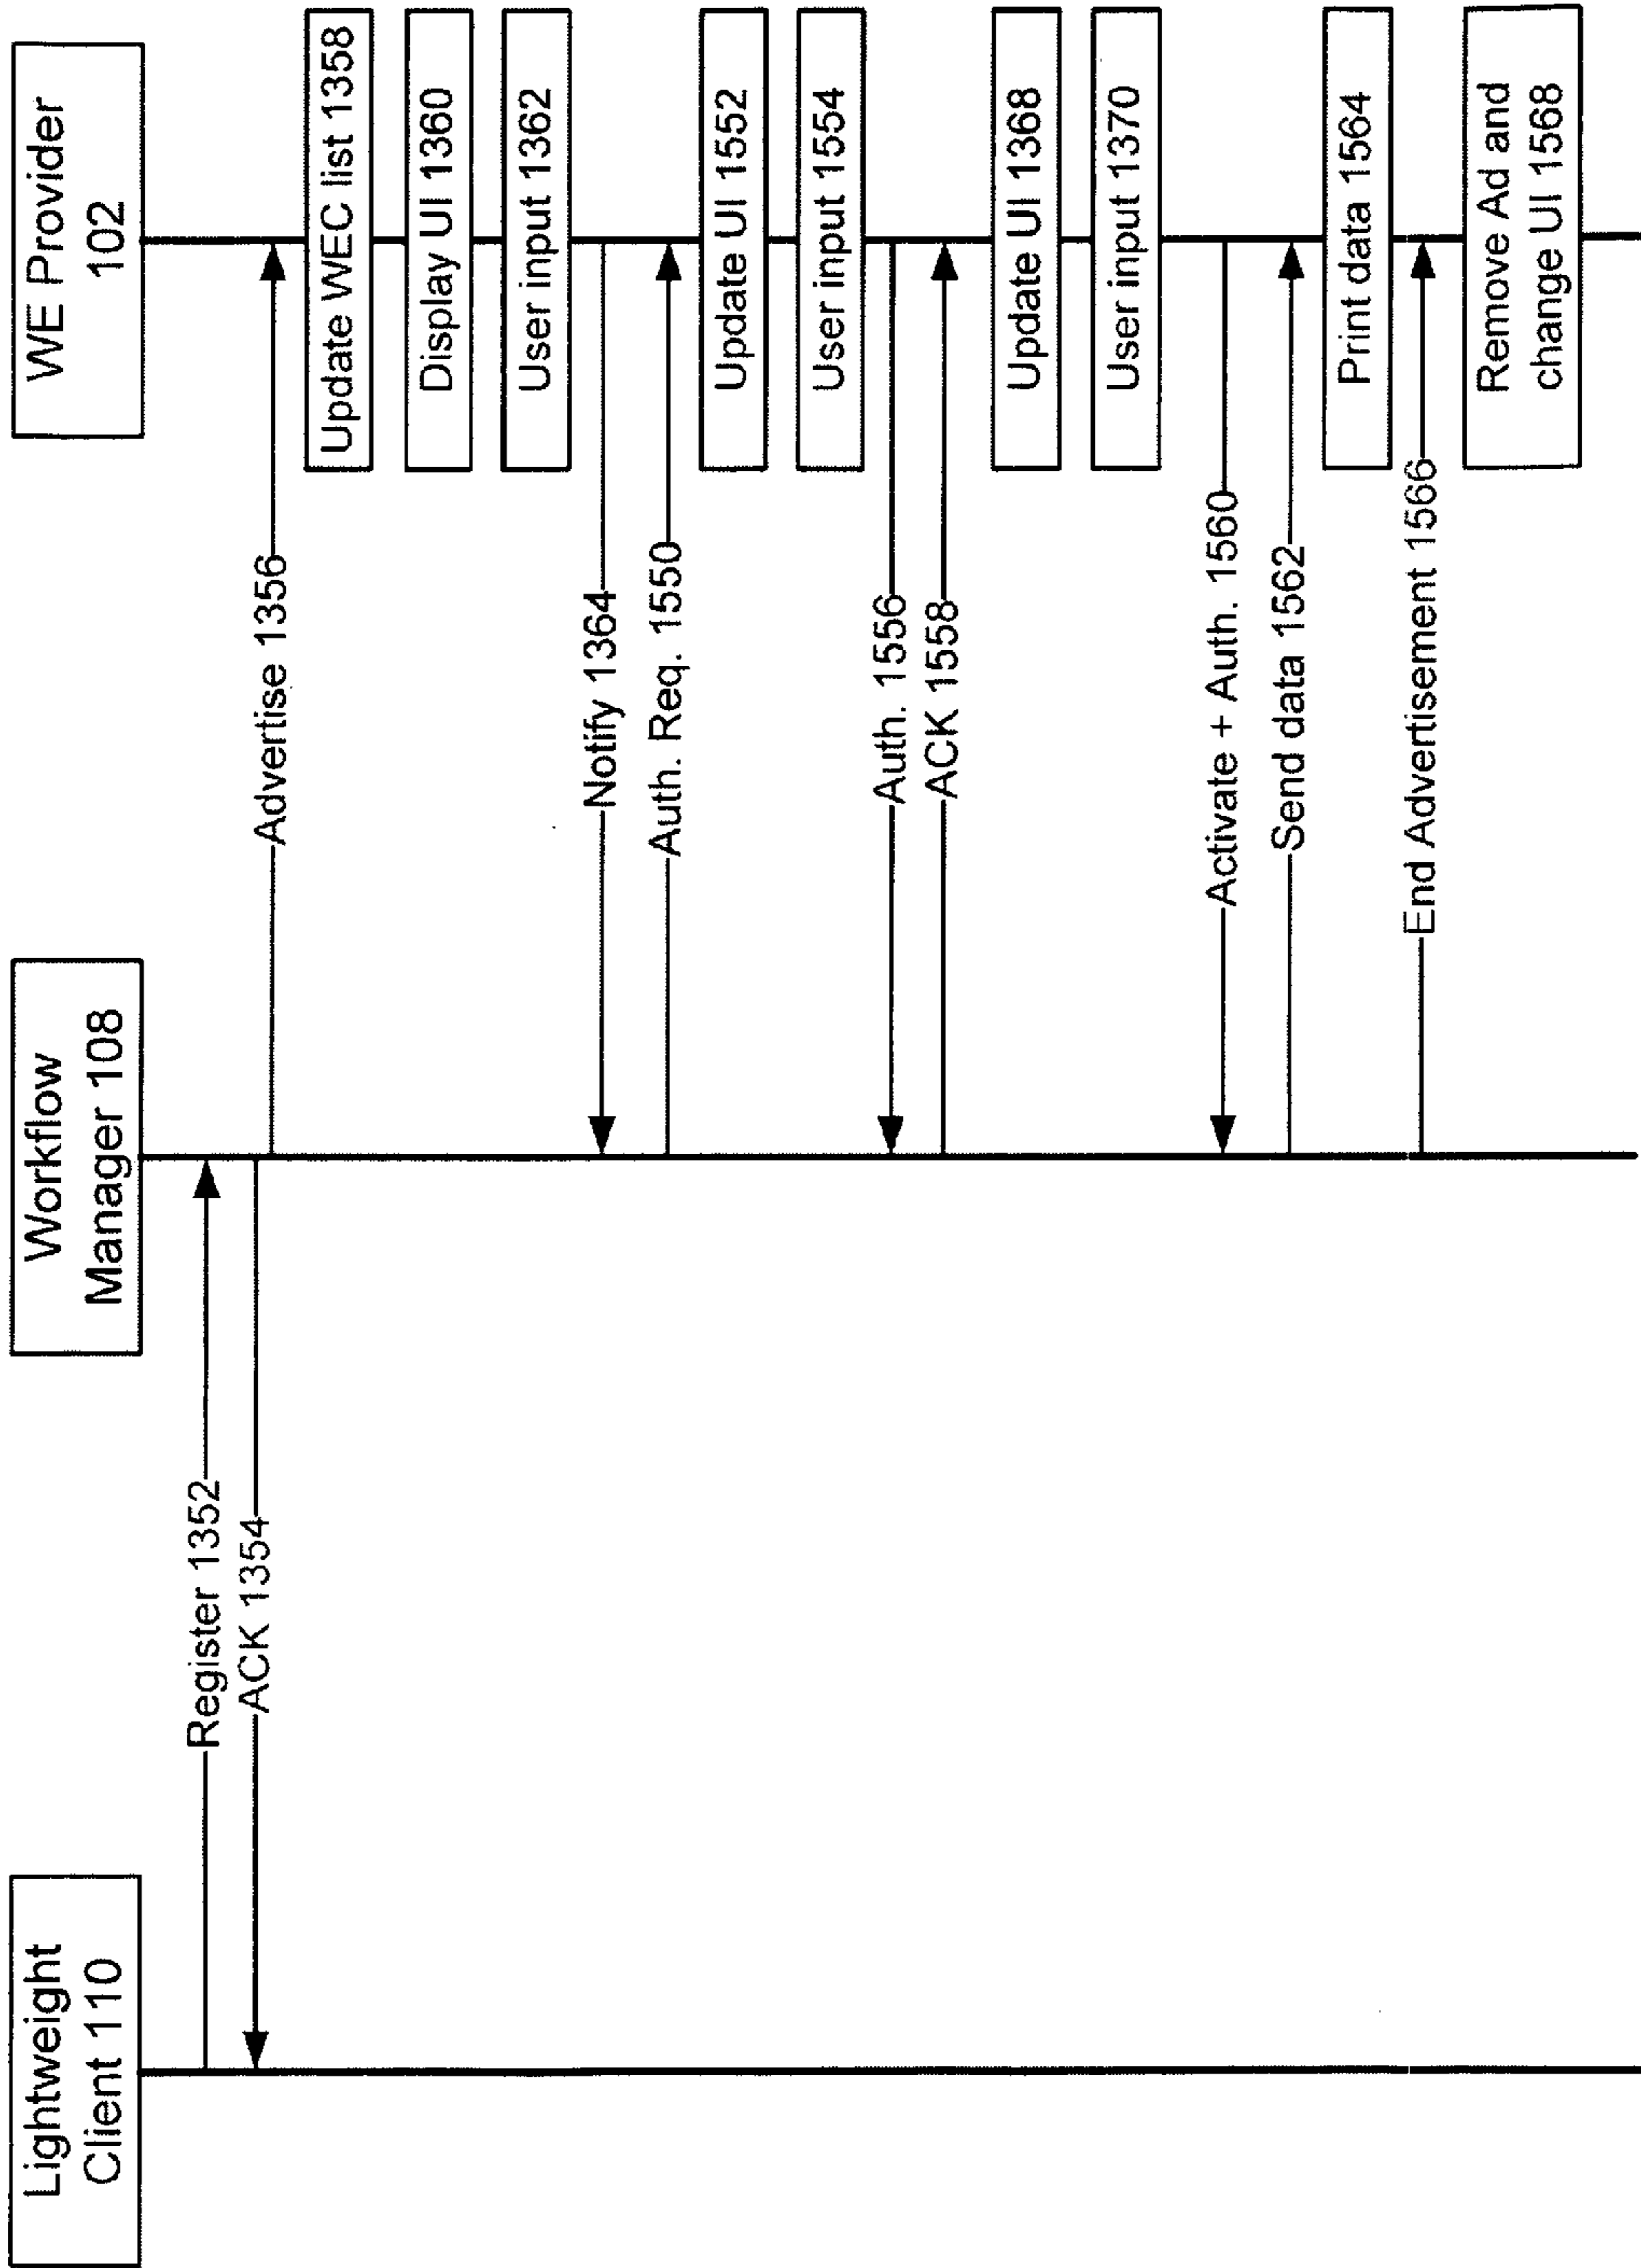 Lightweight
Client 110
Workflow
Manager 108
WE Provider
102
Register 1352
ACK 1354
Advertise 1356
Update WEC list 1358
Display UI 1360
User input 1362
Notify 1364
Auth. Req. 1550
Update UI 1552
User input 1554
Auth. 1556
ACK 1558
Update UI 1368
User input 1370
Activate + Auth. 1560
Send data 1562
Print data 1564
End Advertisement 1566
Remove Ad and
change UI 1568